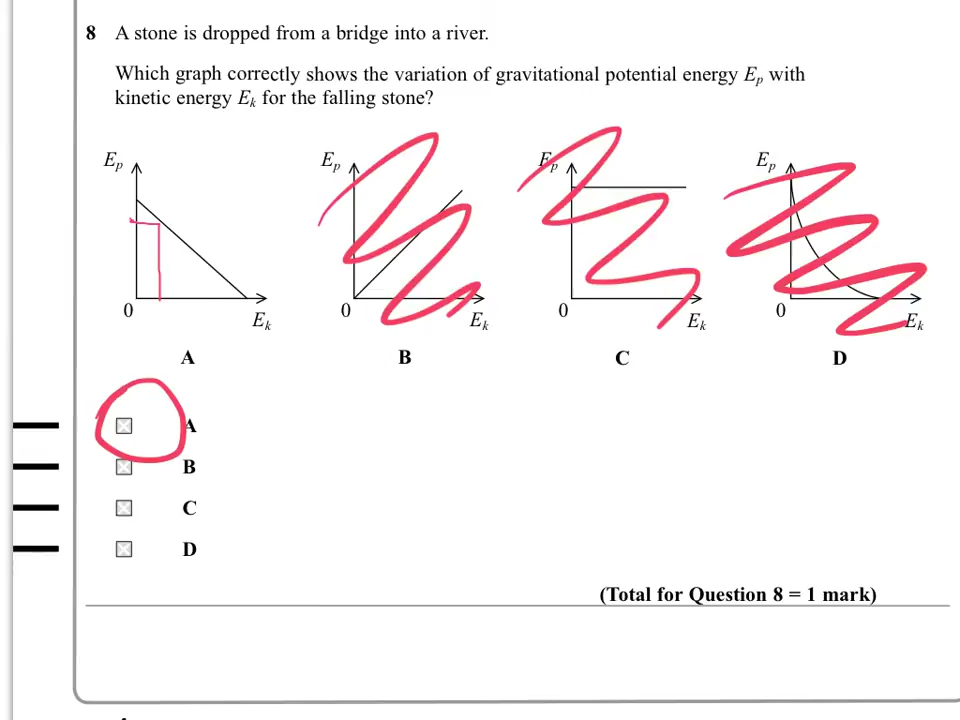 8 A stone is dropped from a bridge into a river.
Which graph correctly shows the variation of gravitational potential energy Ep with
kinetic energy Ek for the falling stone?
Ep Ep Ep Ep
0 0 0 0
Ek Ek Ek Ek
A B C D
A
B
C
D
(Total for Question 8 = 1 mark)